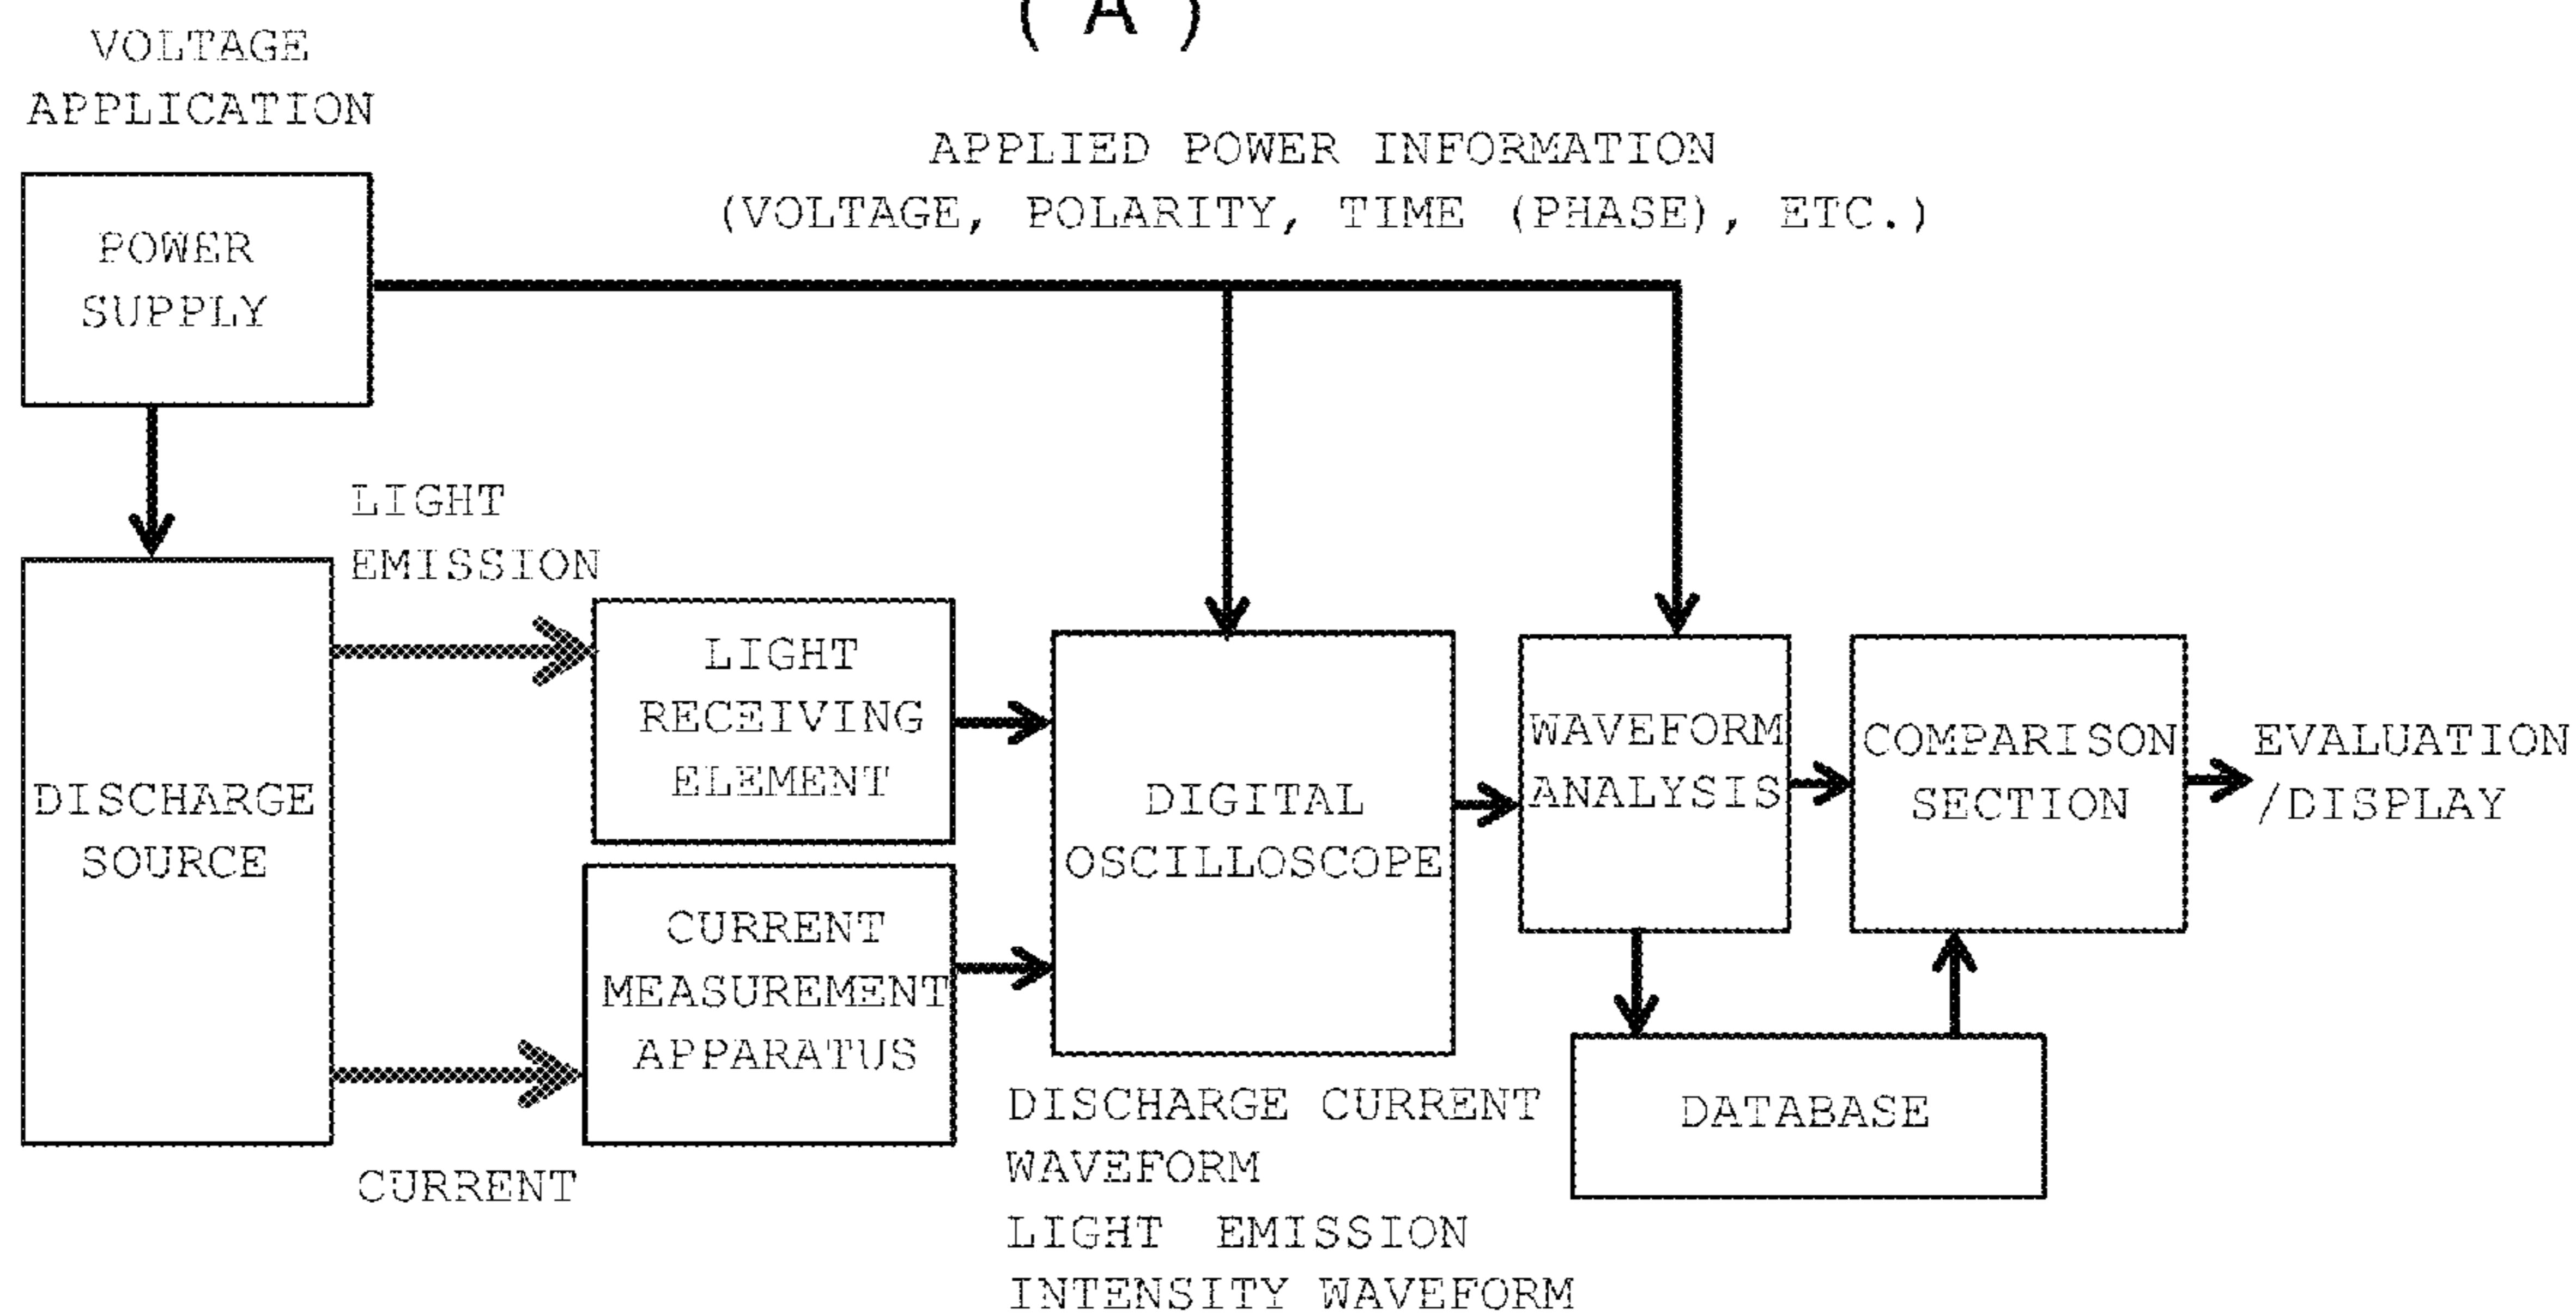 ( A )
VOLTAGE
APPLICATION
APPLIED POWER INFORMATION
(VOLTAGE, POLARITY, TIME (PHASE), ETC.)
POWER
SUPPLY
LIGHT
EMISSION
DISCHARGE
SOURCE
LIGHT
RECEIVING
ELEMENT
CURRENT
MEASUREMENT
APPARATUS
CURRENT
DIGITAL
OSCILLOSCOPE
DISCHARGE CURRENT
WAVEFORM
LIGHT EMISSION
INTENSITY WAVEFORM
WAVEFORM
ANALYSIS
COMPARISON
SECTION
EVALUATION
/DISPLAY
DATABASE